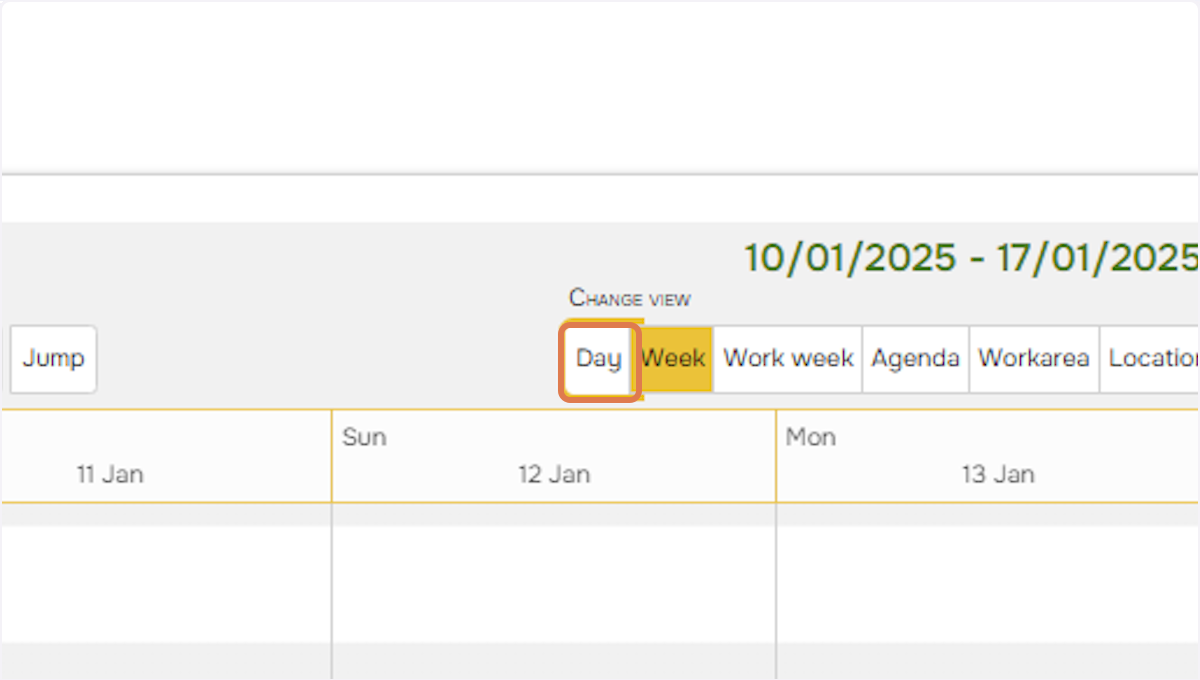 10/01/2025 - 17/01/2025
Change view
Jump Day Week Work week Agenda Workarea
Sun Mon
11 Jan 12 Jan 13 Jan